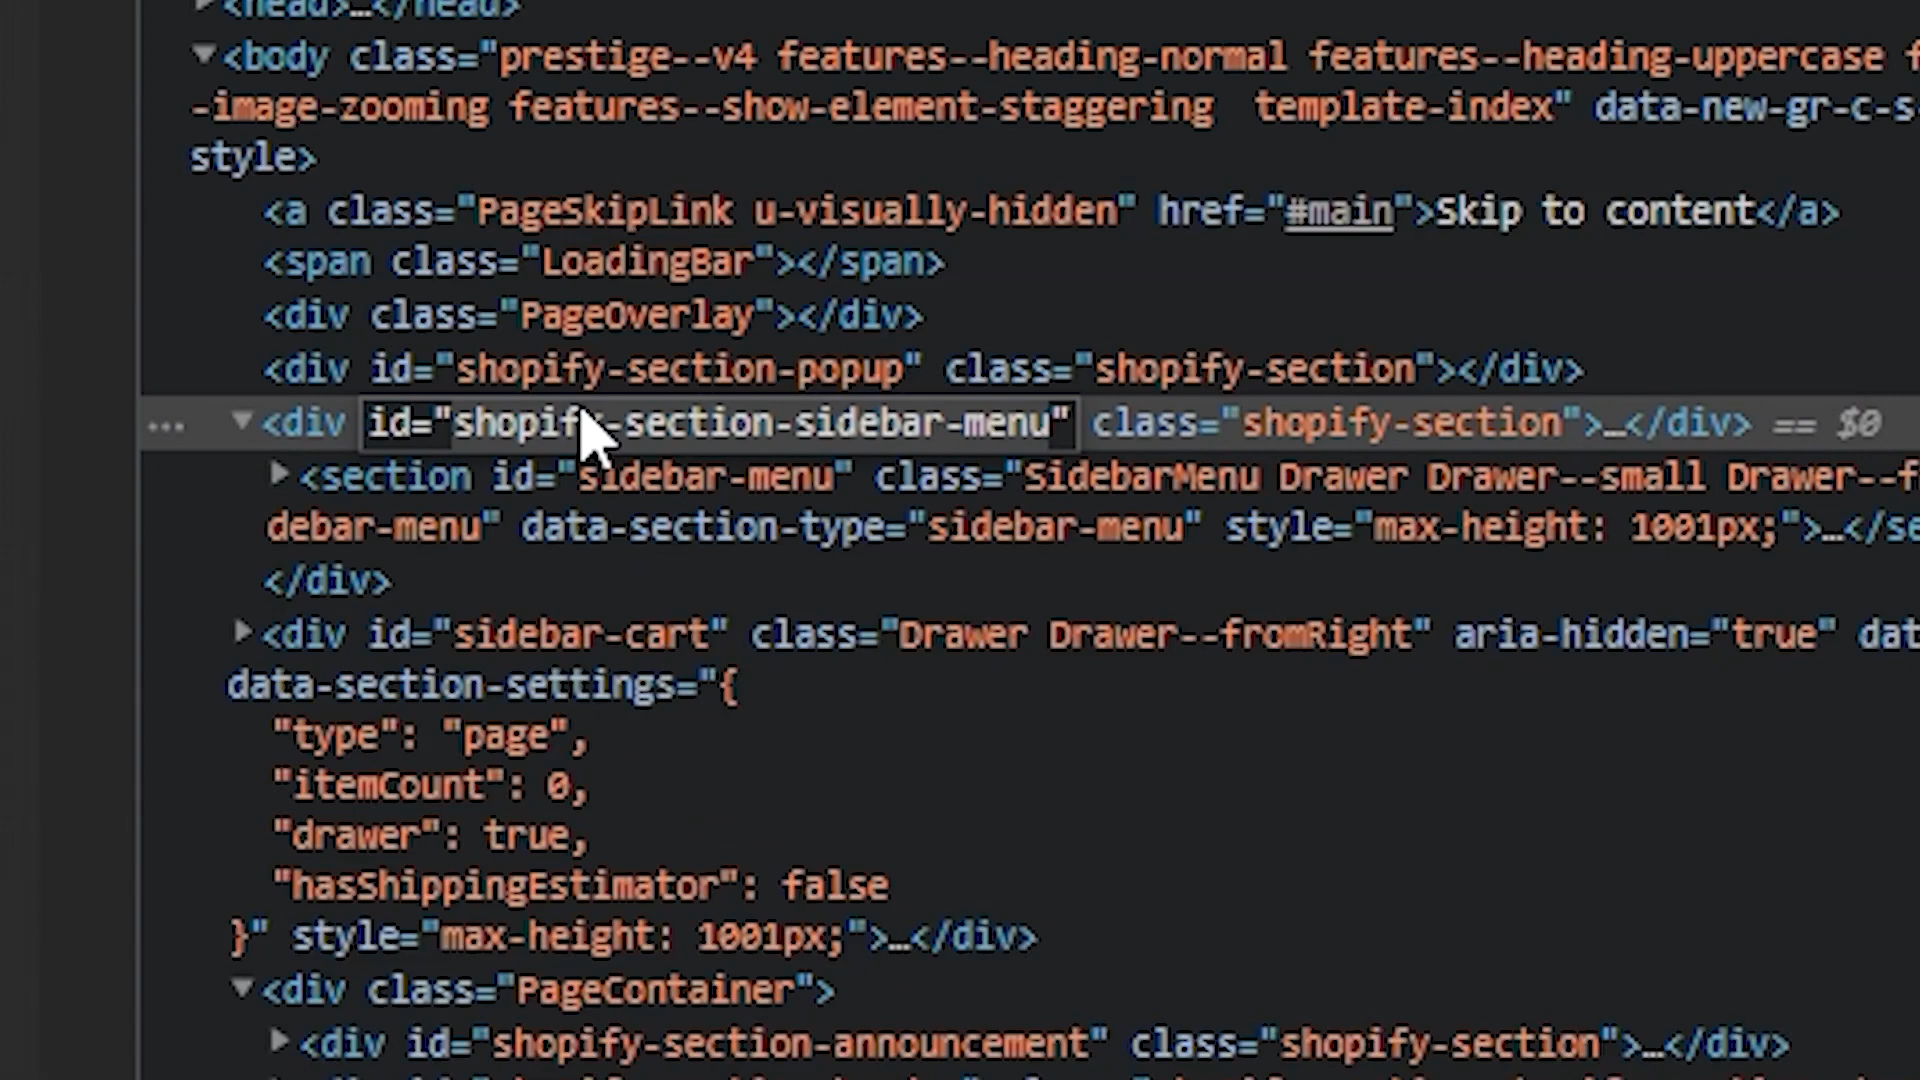 <head>…</head>
<body class="prestige--v4 features--heading-normal features--heading-uppercase f
-image-zooming features--show-element-staggering  template-index" data-new-gr-c-s-
style>
<a class="PageSkipLink u-visually-hidden" href="#main">Skip to content</a>
<span class="LoadingBar"></span>
<div class="PageOverlay"></div>
<div id="shopify-section-popup" class="shopify-section"></div>
… <div id="shopify-section-sidebar-menu" class="shopify-section">…</div> == $0
<section id="sidebar-menu" class="SidebarMenu Drawer Drawer--small Drawer--f
debar-menu" data-section-type="sidebar-menu" style="max-height: 1001px;">…</se
</div>
<div id="sidebar-cart" class="Drawer Drawer--fromRight" aria-hidden="true" dat
data-section-settings="{
"type": "page",
"itemCount": 0,
"drawer": true,
"hasShippingEstimator": false
}" style="max-height: 1001px;">…</div>
<div class="PageContainer">
<div id="shopify-section-announcement" class="shopify-section">…</div>